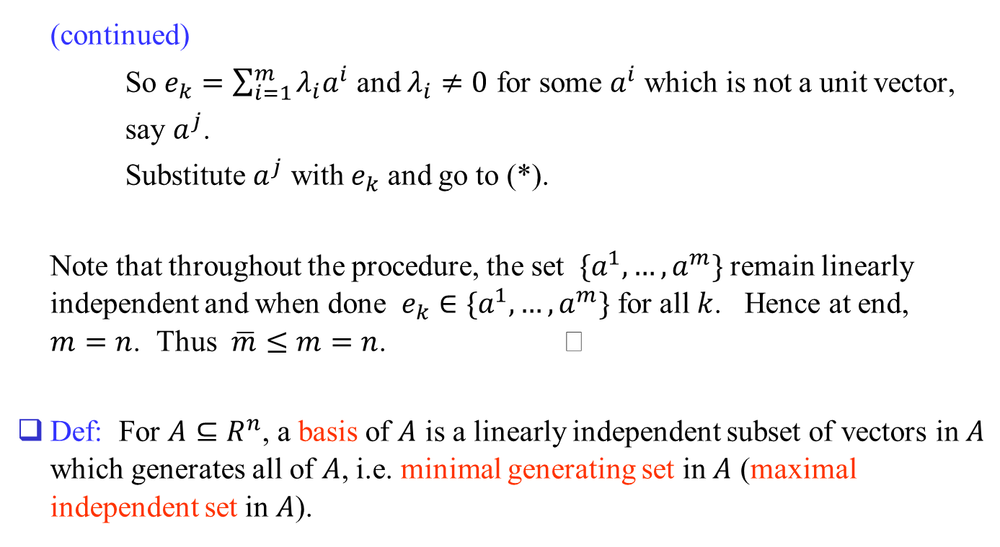 (continued)
So $e_k = \sum_{i=1}^{m} \lambda_i a^i$ and $\lambda_i \neq 0$ for some $a^i$ which is not a unit vector,
say $a^j$.
Substitute $a^j$ with $e_k$ and go to (*).
Note that throughout the procedure, the set $\{a^1, \ldots, a^m\}$ remain linearly
independent and when done $e_k \in \{a^1, \ldots, a^m\}$ for all $k$. Hence at end,
$m = n$. Thus $\overline{m} \leq m = n$. □
❑ Def: For $A \subseteq R^n$, a basis of $A$ is a linearly independent subset of vectors in $A$
which generates all of $A$, i.e. minimal generating set in $A$ (maximal
independent set in $A$).